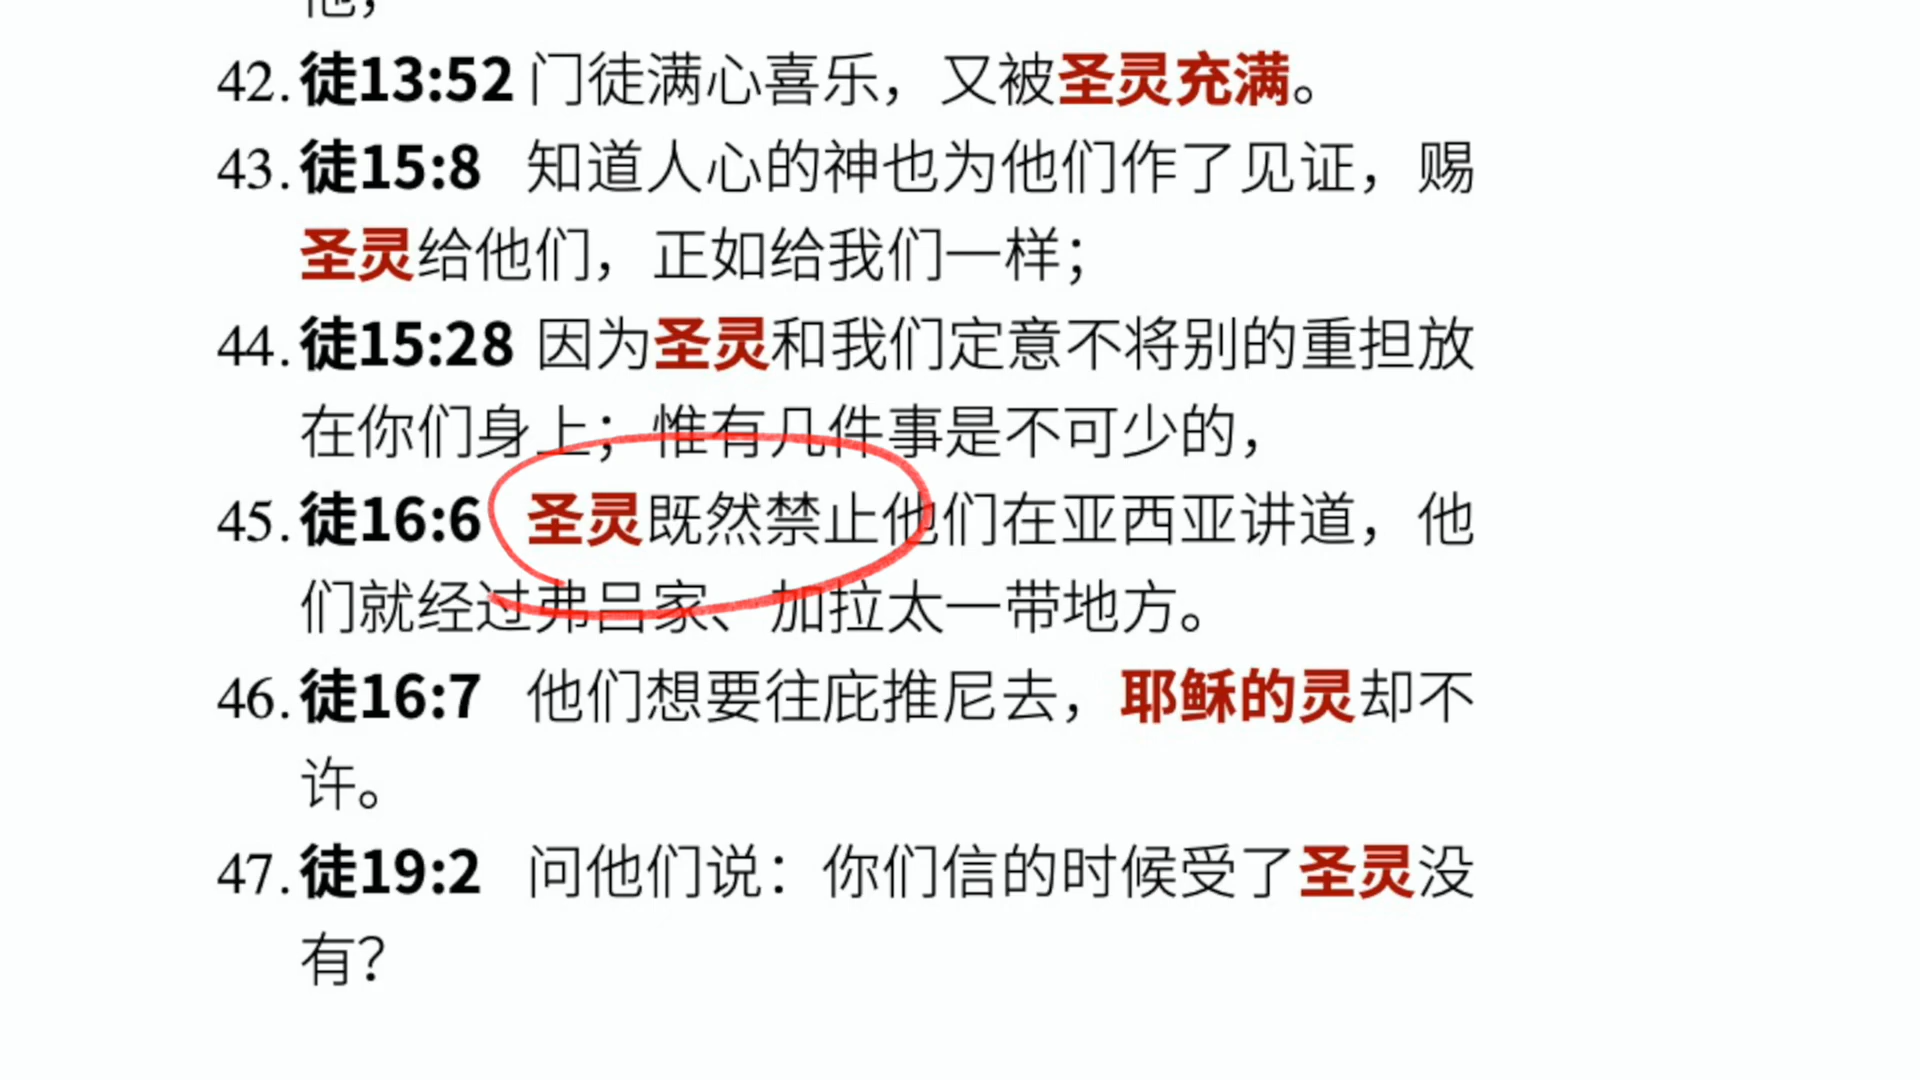 他，
42. 徒13:52 门徒满心喜乐，又被圣灵充满。
43. 徒15:8 知道人心的神也为他们作了见证，赐
圣灵给他们，正如给我们一样；
44. 徒15:28 因为圣灵和我们定意不将别的重担放
在你们身上；惟有几件事是不可少的，
45. 徒16:6 圣灵既然禁止他们在亚西亚讲道，他
们就经过弗吕家、加拉太一带地方。
46. 徒16:7 他们想要往庇推尼去，耶稣的灵却不
许。
47. 徒19:2 问他们说：你们信的时候受了圣灵没
有？